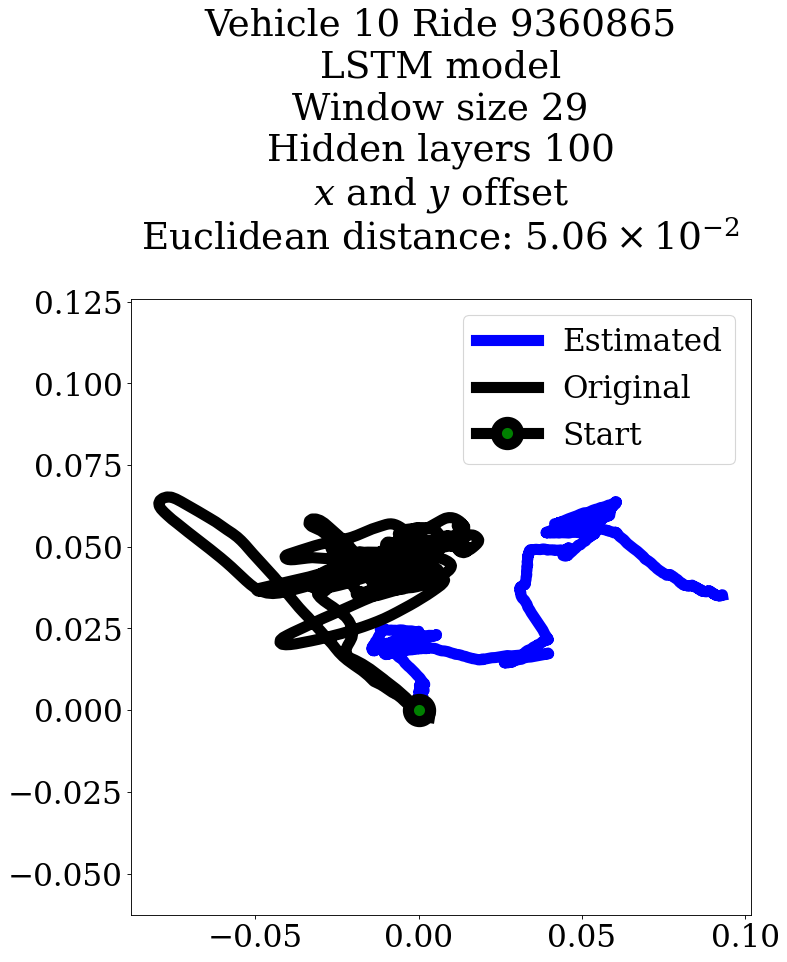 Vehicle 10 Ride 9360865
LSTM model
Window size 29
Hidden layers 100
x and y offset
Euclidean distance: 5.06 × 10⁻²
0.125
0.100
0.075
0.050
0.025
0.000
−0.025
−0.050
Estimated
Original
Start
−0.05
0.00
0.05
0.10